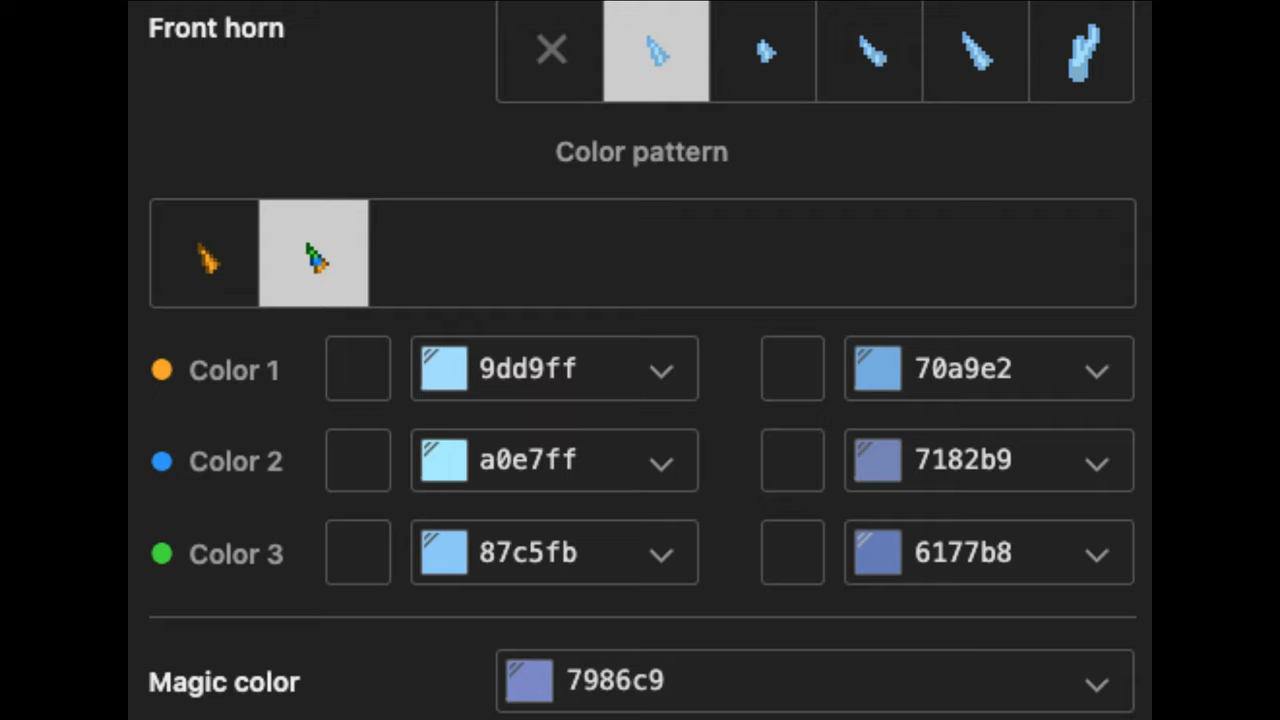 Front horn
Color pattern
Color 1 9dd9ff 70a9e2
Color 2 a0e7ff 7182b9
Color 3 87c5fb 6177b8
Magic color 7986c9